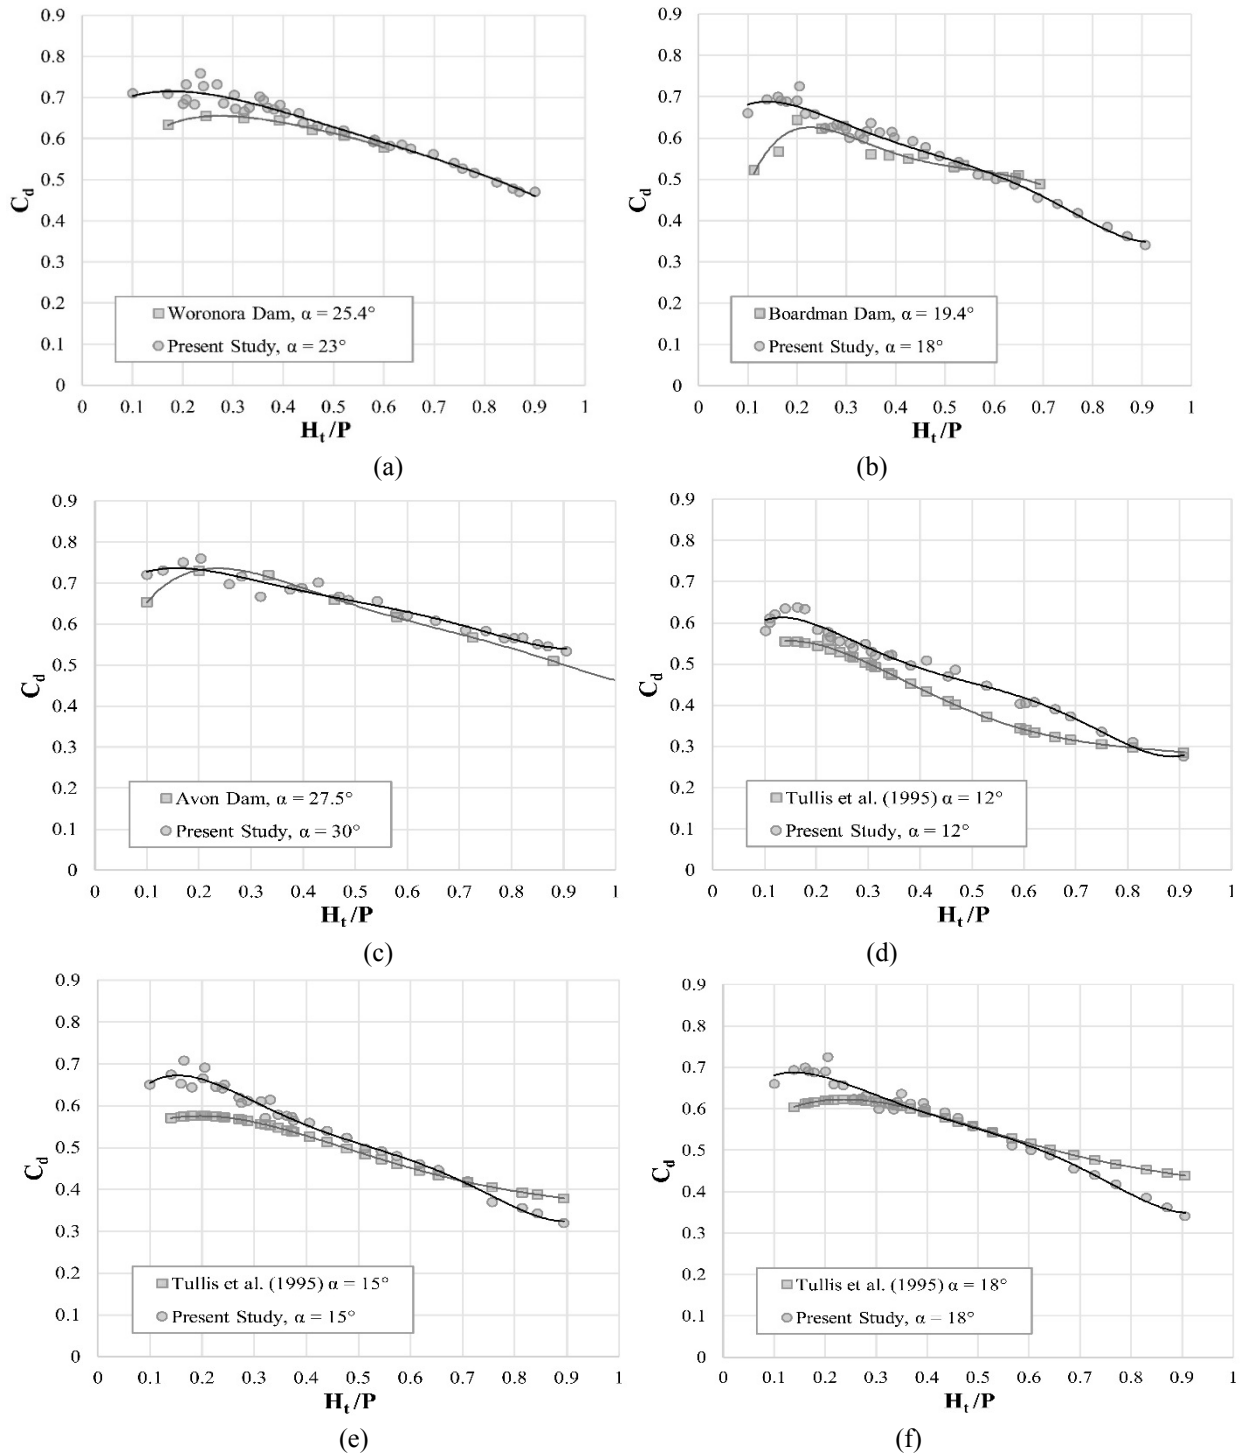 0.9
0.8
0.7
0.6
0.5
0.4
0.3
0.2
0.1
0
C_d
Woronora Dam, α = 25.4°
Present Study, α = 23°
0 0.1 0.2 0.3 0.4 0.5 0.6 0.7 0.8 0.9 1
H_t/P
(a)
0.9
0.8
0.7
0.6
0.5
0.4
0.3
0.2
0.1
0
C_d
Boardman Dam, α = 19.4°
Present Study, α = 18°
0 0.1 0.2 0.3 0.4 0.5 0.6 0.7 0.8 0.9 1
H_t/P
(b)
0.9
0.8
0.7
0.6
0.5
0.4
0.3
0.2
0.1
0
C_d
Avon Dam, α = 27.5°
Present Study, α = 30°
0 0.1 0.2 0.3 0.4 0.5 0.6 0.7 0.8 0.9 1
H_t/P
(c)
0.9
0.8
0.7
0.6
0.5
0.4
0.3
0.2
0.1
0
C_d
Tullis et al. (1995) α = 12°
Present Study, α = 12°
0 0.1 0.2 0.3 0.4 0.5 0.6 0.7 0.8 0.9 1
H_t/P
(d)
0.9
0.8
0.7
0.6
0.5
0.4
0.3
0.2
0.1
0
C_d
Tullis et al. (1995) α = 15°
Present Study, α = 15°
0 0.1 0.2 0.3 0.4 0.5 0.6 0.7 0.8 0.9 1
H_t/P
(e)
0.9
0.8
0.7
0.6
0.5
0.4
0.3
0.2
0.1
0
C_d
Tullis et al. (1995) α = 18°
Present Study, α = 18°
0 0.1 0.2 0.3 0.4 0.5 0.6 0.7 0.8 0.9 1
H_t/P
(f)